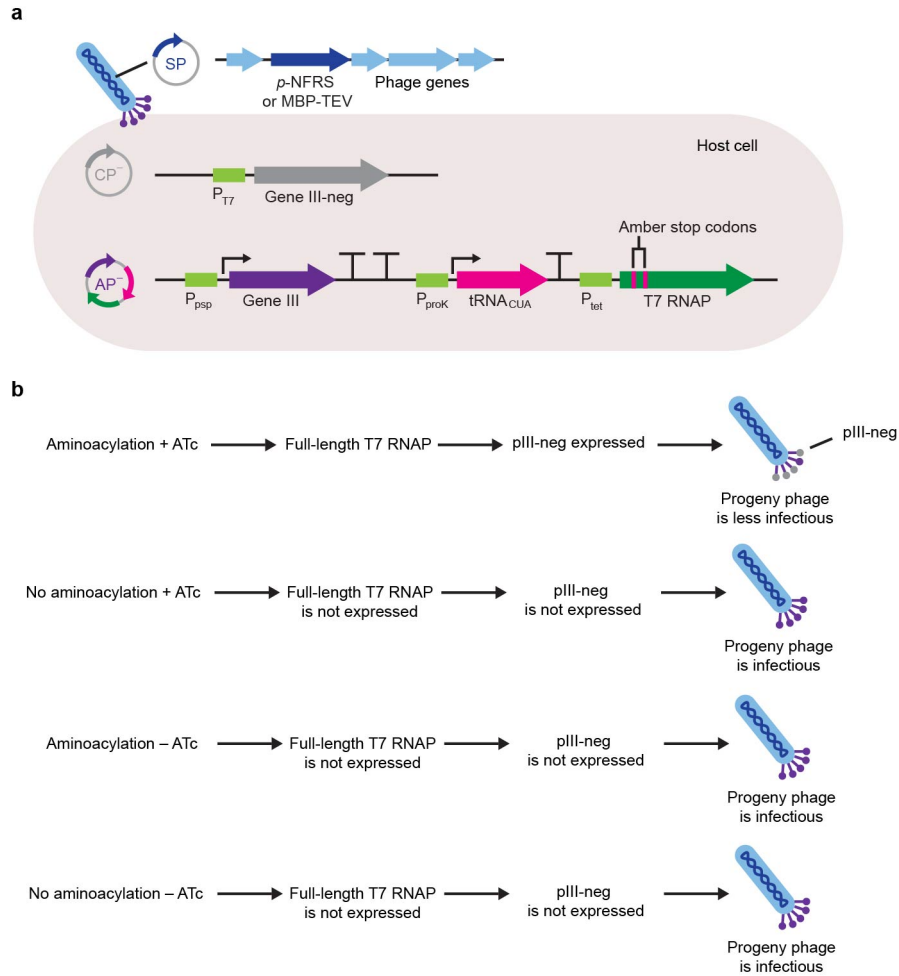 a
SP
p-NFRS
or MBP-TEV
Phage genes
Host cell
CP–
P_T7
Gene III-neg
Amber stop codons
AP–
P_psp
Gene III
P_proK
tRNA_CUA
P_tet
T7 RNAP
b
Aminoacylation + ATc
Full-length T7 RNAP
pIII-neg expressed
pIII-neg
Progeny phage
is less infectious
No aminoacylation + ATc
Full-length T7 RNAP
is not expressed
pIII-neg
is not expressed
Progeny phage
is infectious
Aminoacylation – ATc
Full-length T7 RNAP
is not expressed
pIII-neg
is not expressed
Progeny phage
is infectious
No aminoacylation – ATc
Full-length T7 RNAP
is not expressed
pIII-neg
is not expressed
Progeny phage
is infectious